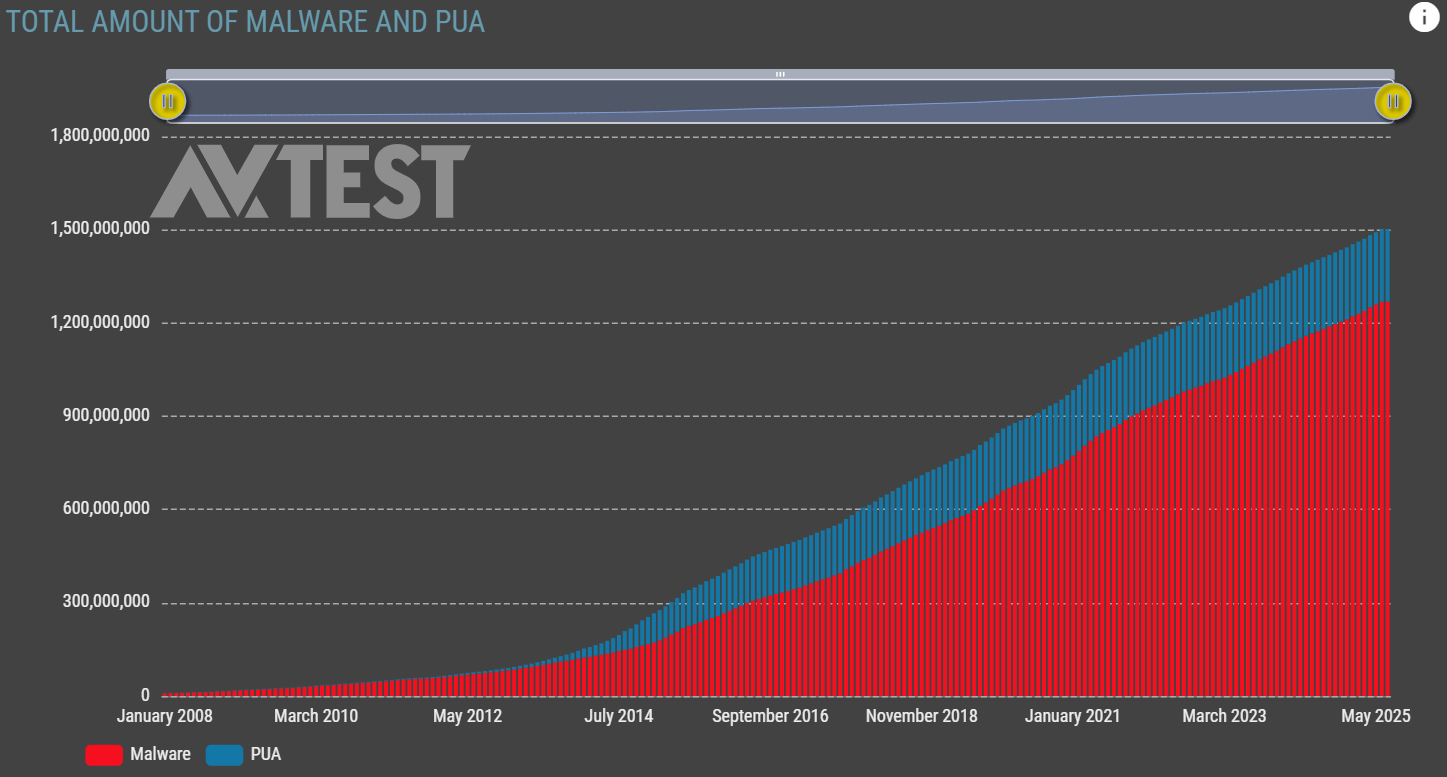 TOTAL AMOUNT OF MALWARE AND PUA
i
1,800,000,000
AVTEST
1,500,000,000
1,200,000,000
900,000,000
600,000,000
300,000,000
0
January 2008 March 2010 May 2012 July 2014 September 2016 November 2018 January 2021 March 2023 May 2025
Malware PUA